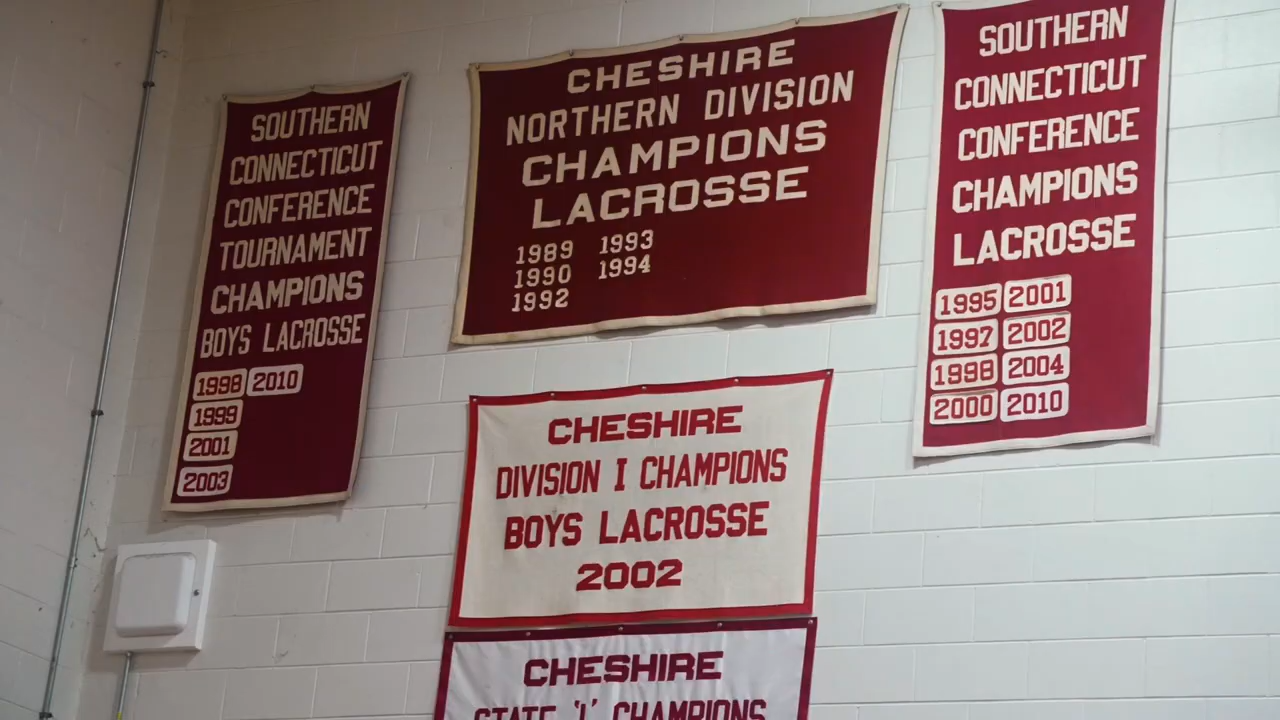 SOUTHERN
CONNECTICUT
CONFERENCE
TOURNAMENT
CHAMPIONS
BOYS LACROSSE
1998 2010
1999
2001
2003
CHESHIRE
NORTHERN DIVISION
CHAMPIONS
LACROSSE
1989 1993
1990 1994
1992
SOUTHERN
CONNECTICUT
CONFERENCE
CHAMPIONS
LACROSSE
1995 2001
1997 2002
1998 2004
2000 2010
CHESHIRE
DIVISION I CHAMPIONS
BOYS LACROSSE
2002
CHESHIRE
STATE "L" CHAMPIONS